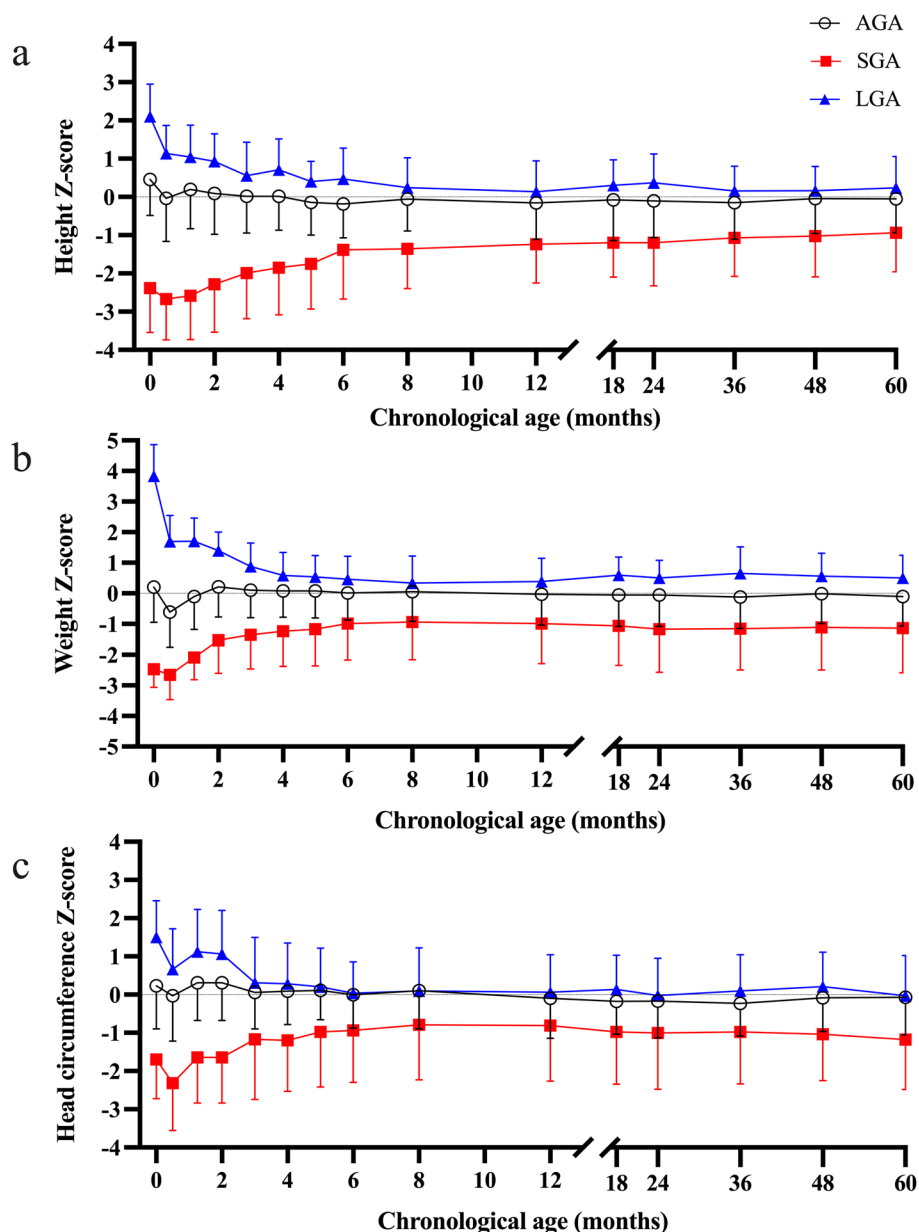 AGA
SGA
LGA
a
4
3
2
1
0
-1
-2
-3
-4
Height Z-score
0 2 4 6 8 10 12 18 24 36 48 60
Chronological age (months)
b
5
4
3
2
1
0
-1
-2
-3
-4
-5
Weight Z-score
0 2 4 6 8 10 12 18 24 36 48 60
Chronological age (months)
c
4
3
2
1
0
-1
-2
-3
-4
Head circumference Z-score
0 2 4 6 8 10 12 18 24 36 48 60
Chronological age (months)